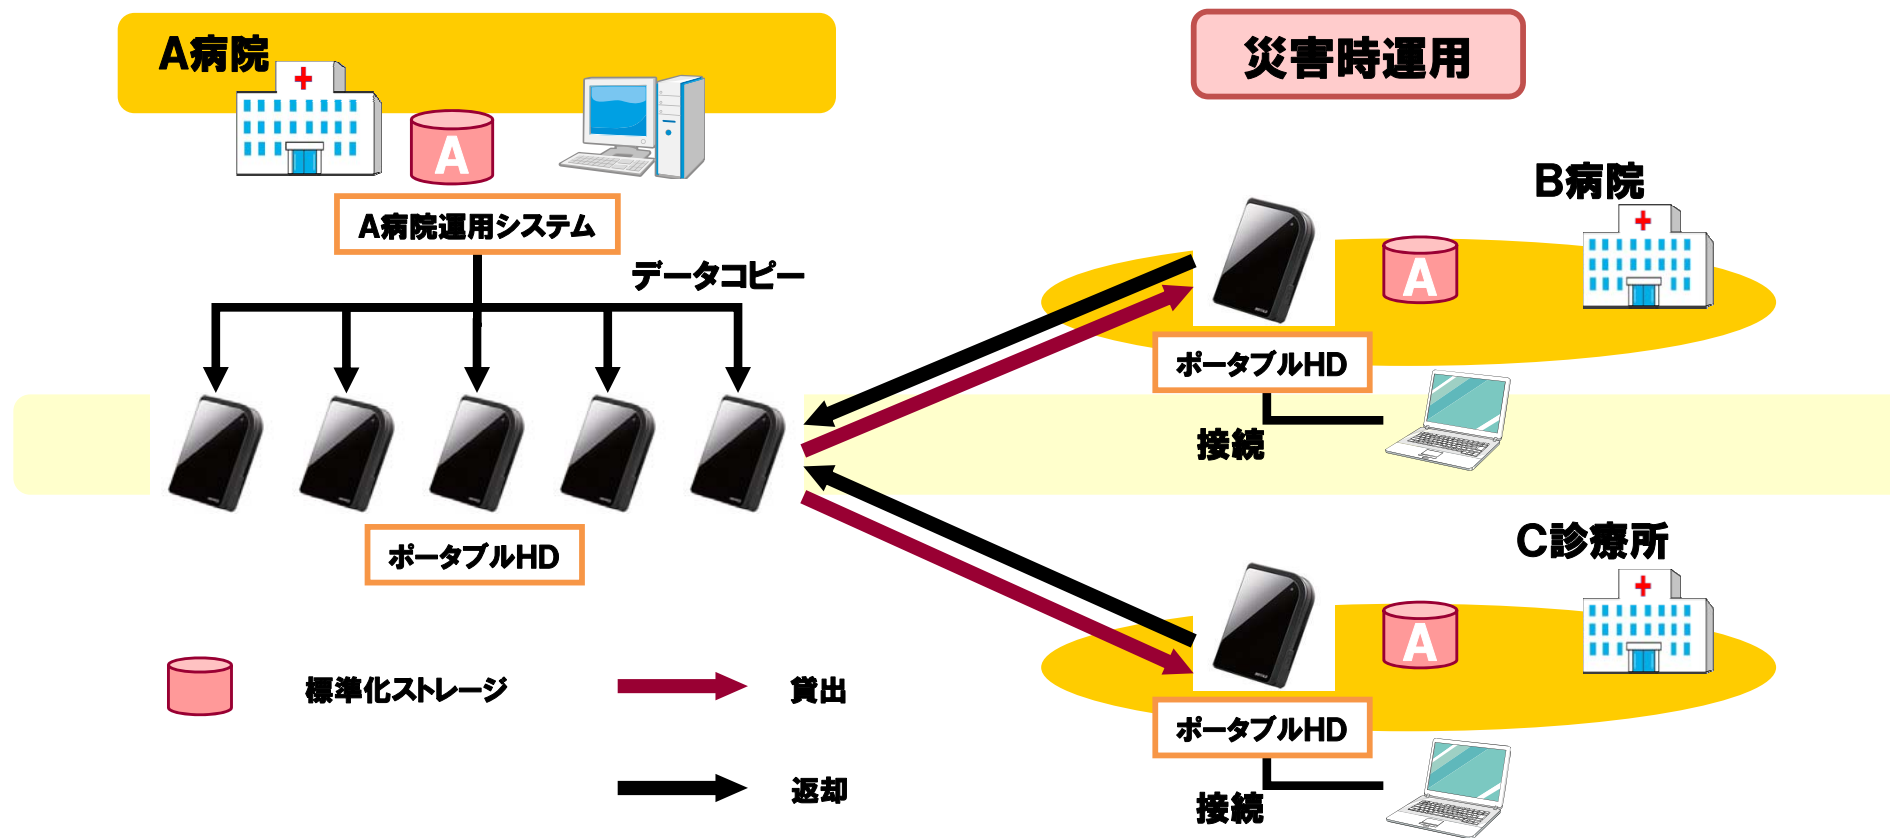 A病院
災害時運用
A
A病院運用システム
データコピー
B病院
A
ポータブルHD
接続
ポータブルHD
C診療所
A
ポータブルHD
接続
標準化ストレージ
貸出
返却